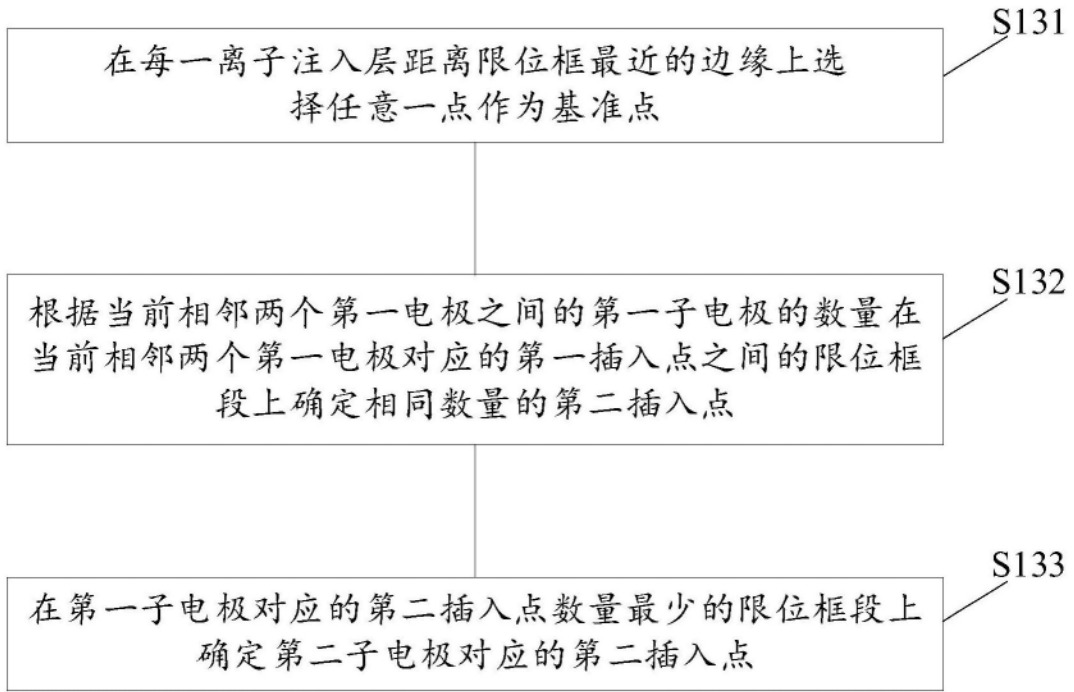 S131
在每一离子注入层距离限位框最近的边缘上选
择任意一点作为基准点
S132
根据当前相邻两个第一电极之间的第一子电极的数量在
当前相邻两个第一电极对应的第一插入点之间的限位框
段上确定相同数量的第二插入点
S133
在第一子电极对应的第二插入点数量最少的限位框段上
确定第二子电极对应的第二插入点